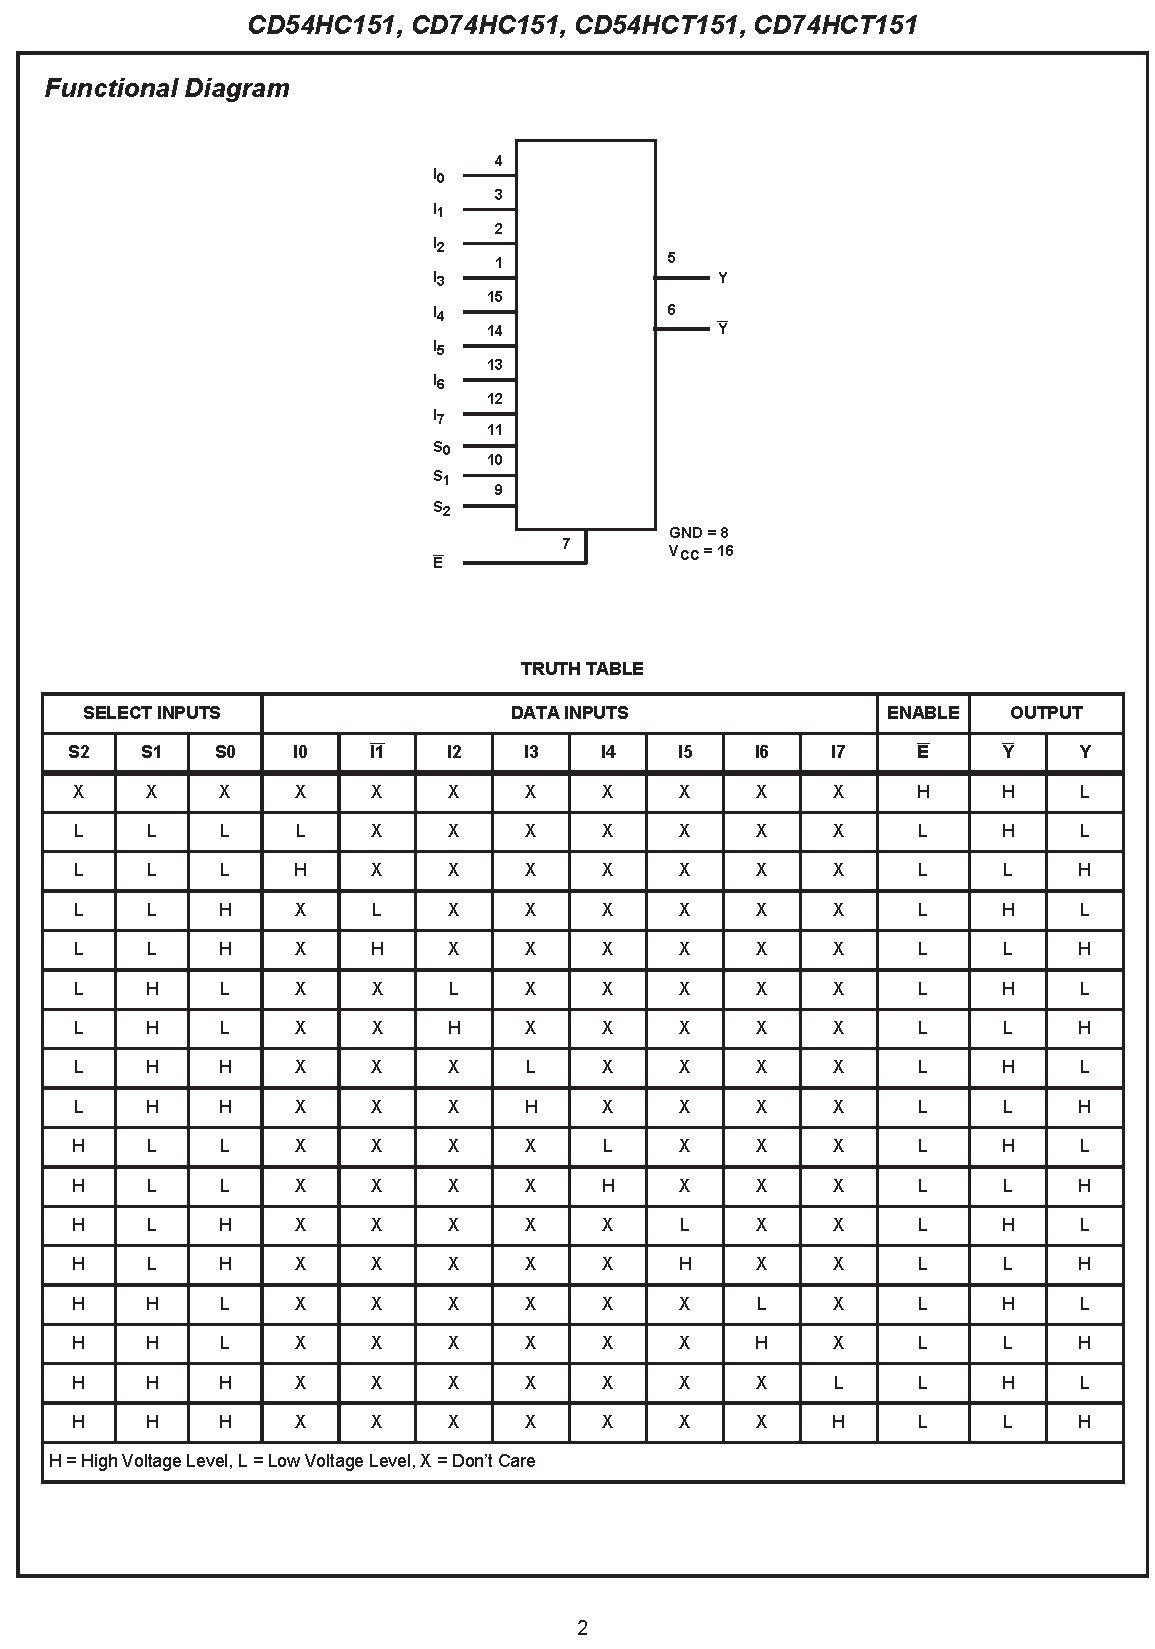 CD54HC151, CD74HC151, CD54HCT151, CD74HCT151
Functional Diagram
I0 4
I1 3
I2 2
I3 1
I4 15
I5 14
I6 13
I7 12
S0 11
S1 10
S2 9
E̅ 7
5 Y
6 Y̅
GND = 8
VCC = 16
TRUTH TABLE
SELECT INPUTS DATA INPUTS ENABLE OUTPUT
S2 S1 S0 I0 I̅1̅ I2 I3 I4 I5 I6 I7 E̅ Y̅ Y
X X X X X X X X X X X H H L
L L L L X X X X X X X L H L
L L L H X X X X X X X L L H
L L H X L X X X X X X L H L
L L H X H X X X X X X L L H
L H L X X L X X X X X L H L
L H L X X H X X X X X L L H
L H H X X X L X X X X L H L
L H H X X X H X X X X L L H
H L L X X X X L X X X L H L
H L L X X X X H X X X L L H
H L H X X X X X L X X L H L
H L H X X X X X H X X L L H
H H L X X X X X X L X L H L
H H L X X X X X X H X L L H
H H H X X X X X X X L L H L
H H H X X X X X X X H L L H
H = High Voltage Level, L = Low Voltage Level, X = Don’t Care
2